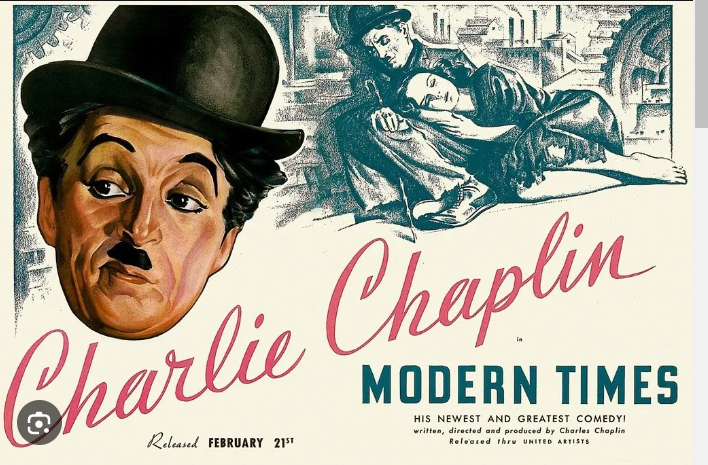 Charlie Chaplin
in
MODERN TIMES
HIS NEWEST AND GREATEST COMEDY!
written, directed and produced by Charles Chaplin
Released thru UNITED ARTISTS
Released FEBRUARY 21ST